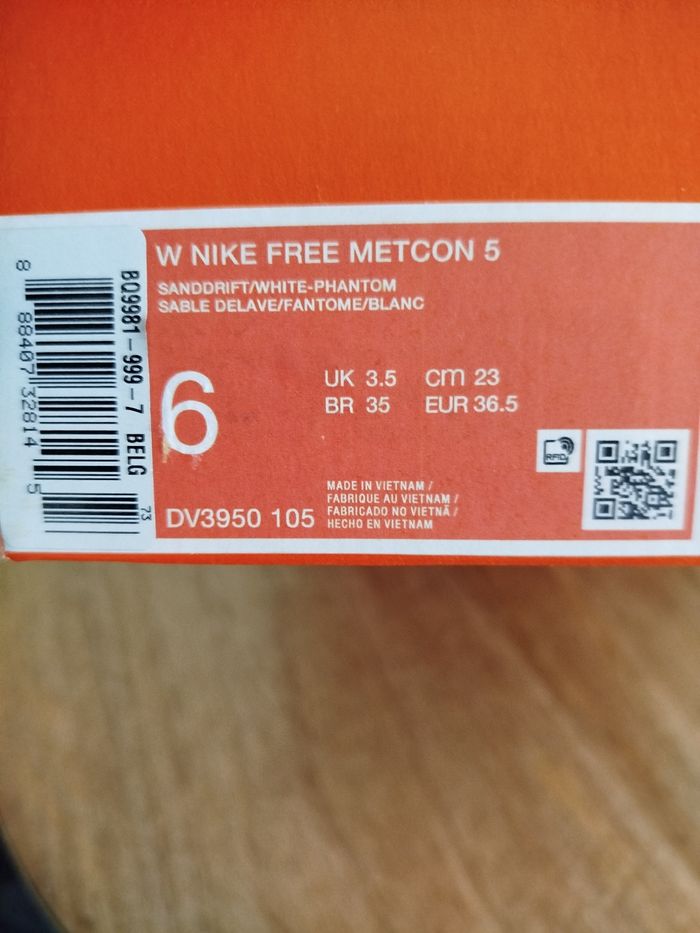 W NIKE FREE METCON 5
SANDDRIFT/WHITE-PHANTOM
SABLE DELAVE/FANTOME/BLANC
6
UK 3.5 cm 23
BR 35 EUR 36.5
RFID
MADE IN VIETNAM /
FABRIQUE AU VIETNAM /
FABRICADO NO VIETNÃ /
HECHO EN VIETNAM
DV3950 105
BQ9981-999-7 BELG
8 88407 32814 5
73